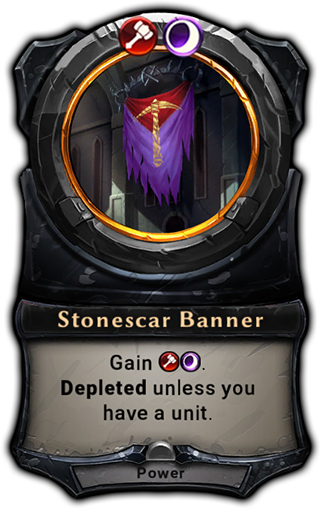 Stonescar Banner
Gain .
Depleted unless you
have a unit.
Power